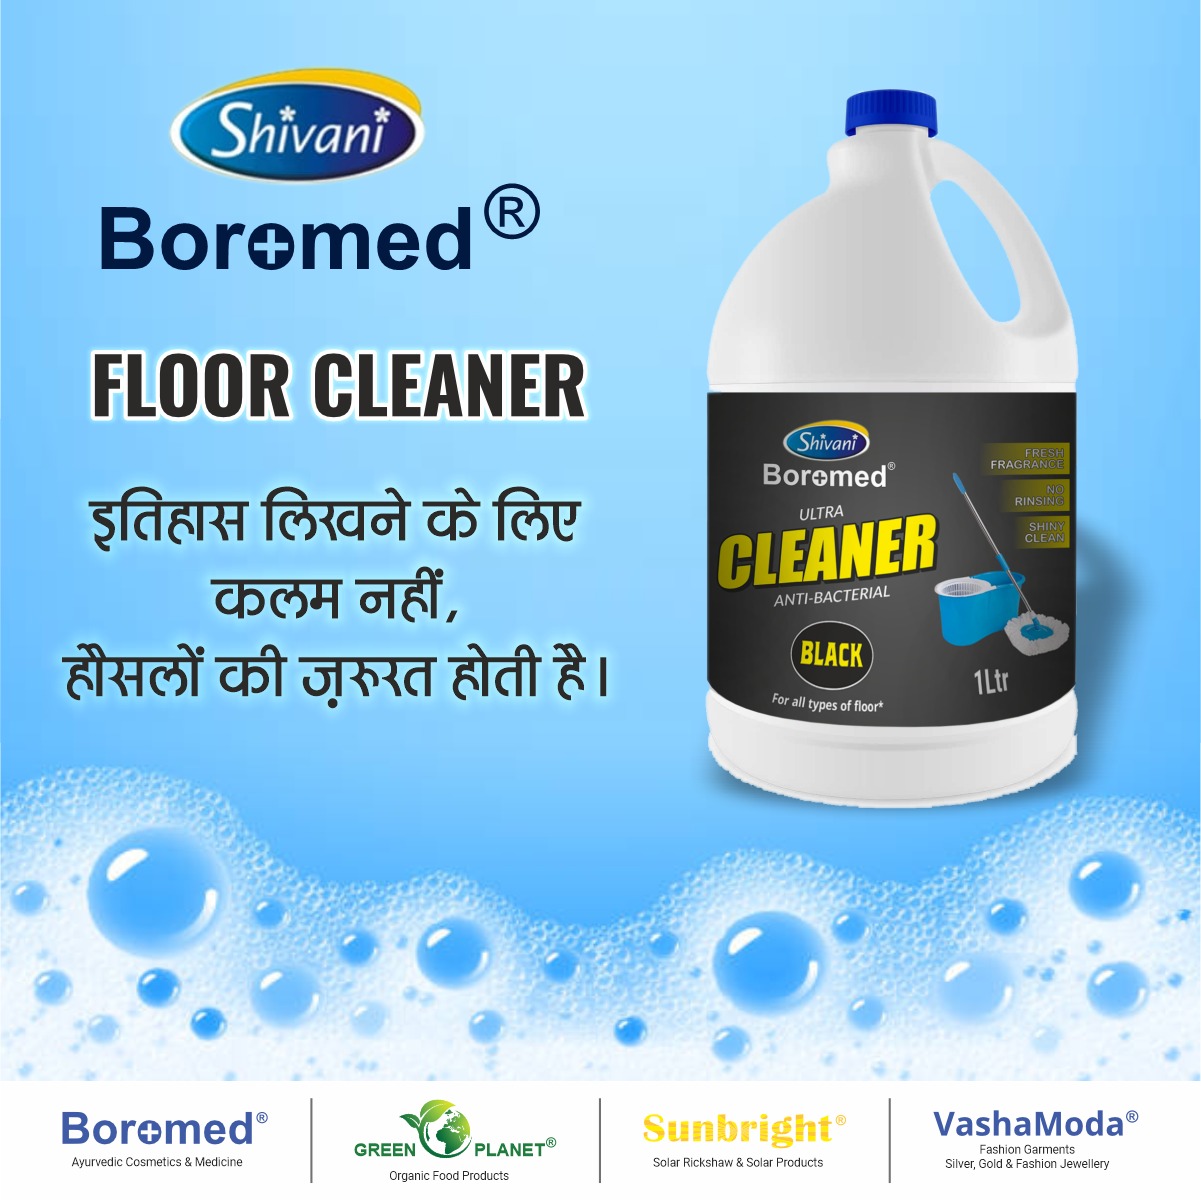 Shivani
Boromed®
FLOOR CLEANER
इतिहास लिखने के लिए
कलम नहीं,
हौसलों की ज़रुरत होती है।
Shivani
Boromed®
ULTRA
CLEANER
ANTI-BACTERIAL
BLACK
For all types of floor*
FRESH
FRAGRANCE
NO
RINSING
SHINY
CLEAN
1Ltr
Boromed®
Ayurvedic Cosmetics & Medicine
GREEN PLANET®
Organic Food Products
Sunbright®
Solar Rickshaw & Solar Products
VashaModa®
Fashion Garments
Silver, Gold & Fashion Jewellery